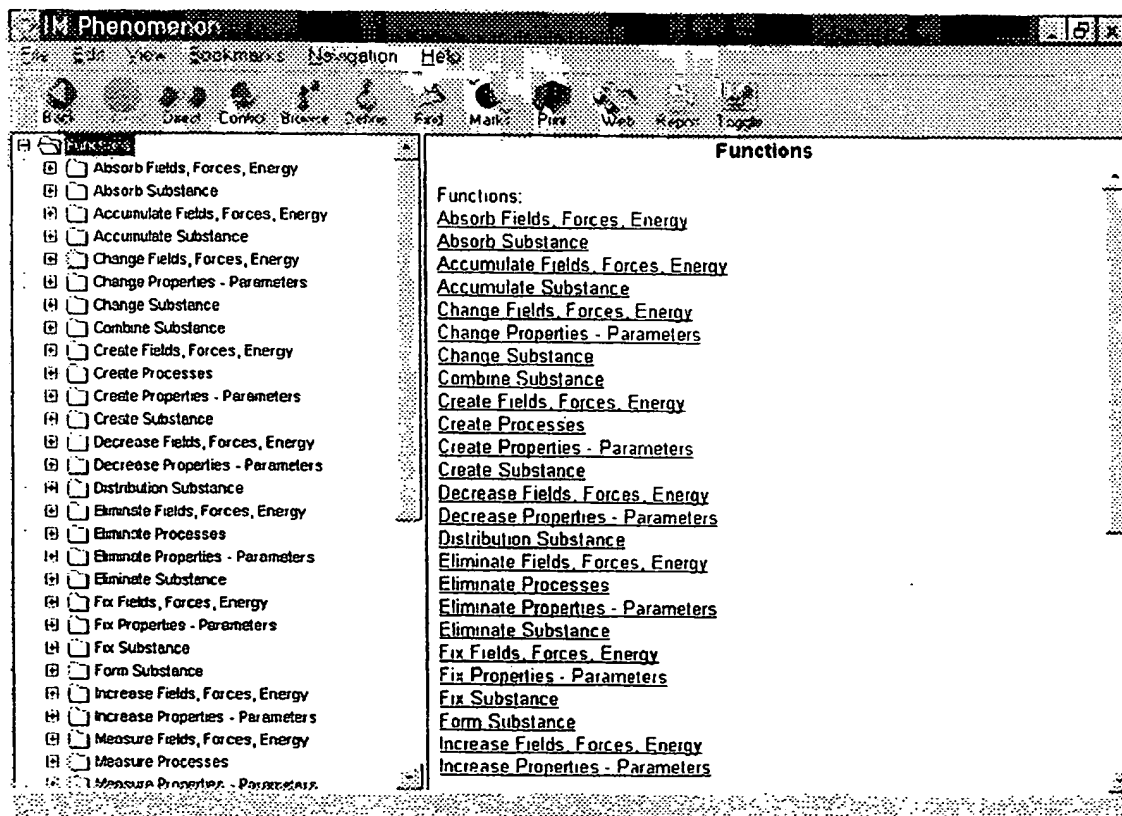 IM Phenomenon
File Edit View Bookmarks Navigation Help
Back Direct Control Browse Define Find Marks Print Web Report Toggle
Functions
Absorb Fields, Forces, Energy
Absorb Substance
Accumulate Fields, Forces, Energy
Accumulate Substance
Change Fields, Forces, Energy
Change Properties - Parameters
Change Substance
Combine Substance
Create Fields, Forces, Energy
Create Processes
Create Properties - Parameters
Create Substance
Decrease Fields, Forces, Energy
Decrease Properties - Parameters
Distribution Substance
Eliminate Fields, Forces, Energy
Eliminate Processes
Eliminate Properties - Parameters
Eliminate Substance
Fix Fields, Forces, Energy
Fix Properties - Parameters
Fix Substance
Form Substance
Increase Fields, Forces, Energy
Increase Properties - Parameters
Measure Fields, Forces, Energy
Measure Processes
Measure Properties - Parameters
Functions
Functions:
Absorb Fields, Forces, Energy
Absorb Substance
Accumulate Fields, Forces, Energy
Accumulate Substance
Change Fields, Forces, Energy
Change Properties - Parameters
Change Substance
Combine Substance
Create Fields, Forces, Energy
Create Processes
Create Properties - Parameters
Create Substance
Decrease Fields, Forces, Energy
Decrease Properties - Parameters
Distribution Substance
Eliminate Fields, Forces, Energy
Eliminate Processes
Eliminate Properties - Parameters
Eliminate Substance
Fix Fields, Forces, Energy
Fix Properties - Parameters
Fix Substance
Form Substance
Increase Fields, Forces, Energy
Increase Properties - Parameters